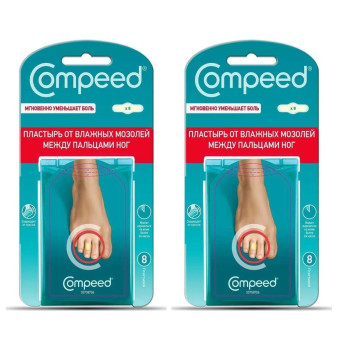 Compeed®
МГНОВЕННО УМЕНЬШАЕТ БОЛЬ
x 8
ПЛАСТЫРЬ ОТ ВЛАЖНЫХ МОЗОЛЕЙ
МЕЖДУ ПАЛЬЦАМИ НОГ
8
Compeed
Compeed®
МГНОВЕННО УМЕНЬШАЕТ БОЛЬ
x 8
ПЛАСТЫРЬ ОТ ВЛАЖНЫХ МОЗОЛЕЙ
МЕЖДУ ПАЛЬЦАМИ НОГ
8
Compeed